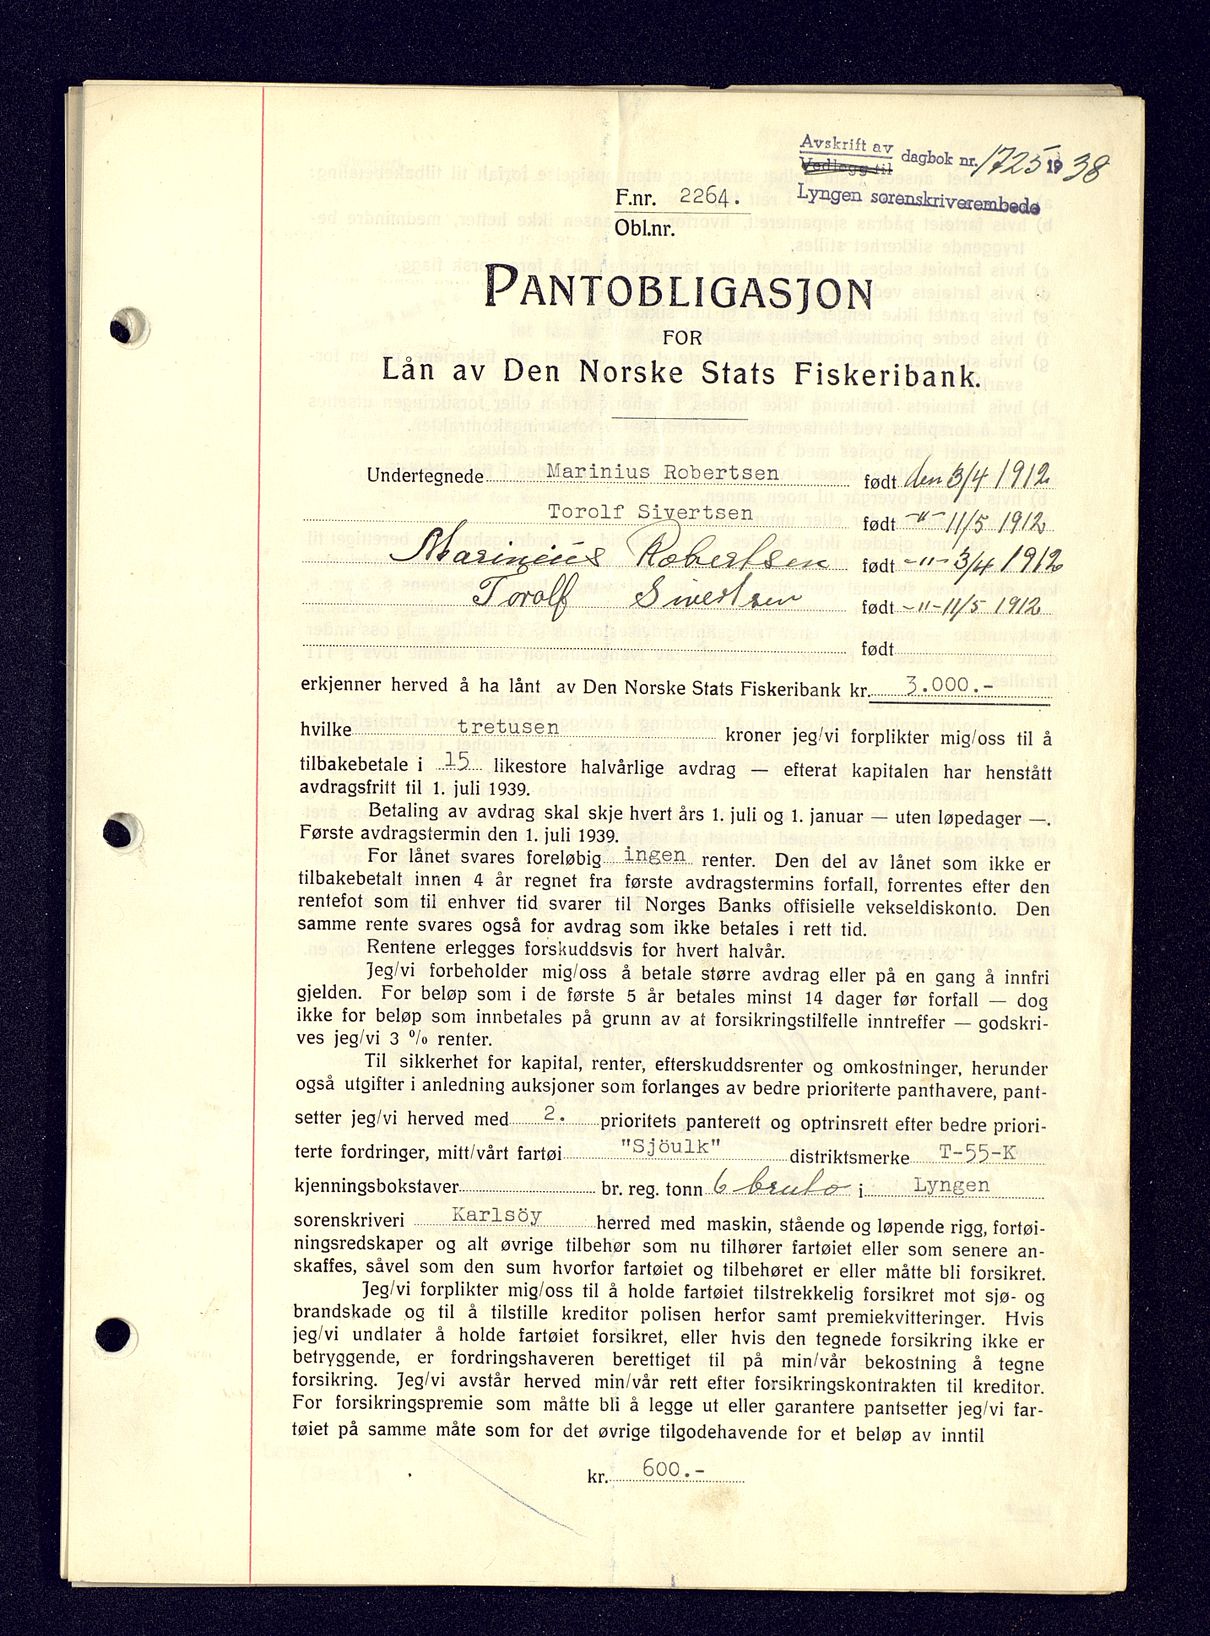 Avskrift av
Vedlegg til
dagbok nr. 1725 1938
Lyngen sorenskriverembede
F.nr. 2264.
Obl.nr.
PANTOBLIGASJON
FOR
Lån av Den Norske Stats Fiskeribank.
Undertegnede Marinius Robertsen født den 3/4 1912
Torolf Sivertsen født -"- 11/5 1912
Marinius Robertsen født -"- 3/4 1912
Torolf Sivertsen født -"- 11/5 1912
født
erkjenner herved å ha lånt av Den Norske Stats Fiskeribank kr. 3.000.-
hvilke tretusen kroner jeg/vi forplikter mig/oss til å
tilbakebetale i 15 likestore halvårlige avdrag — efterat kapitalen har henstått
avdragsfritt til 1. juli 1939.
Betaling av avdrag skal skje hvert års 1. juli og 1. januar — uten løpedager —.
Første avdragstermin den 1. juli 1939.
For lånet svares foreløbig ingen renter. Den del av lånet som ikke er
tilbakebetalt innen 4 år regnet fra første avdragstermins forfall, forrentes efter den
rentefot som til enhver tid svarer til Norges Banks offisielle vekseldiskonto. Den
samme rente svares også for avdrag som ikke betales i rett tid.
Rentene erlegges forskuddsvis for hvert halvår.
Jeg/vi forbeholder mig/oss å betale større avdrag eller på en gang å innfri
gjelden. For beløp som i de første 5 år betales minst 14 dager før forfall — dog
ikke for beløp som innbetales på grunn av at forsikringstilfelle inntreffer — godskri-
ves jeg/vi 3 % renter.
Til sikkerhet for kapital, renter, efterskuddsrenter og omkostninger, herunder
også utgifter i anledning auksjoner som forlanges av bedre prioriterte panthavere, pant-
setter jeg/vi herved med 2. prioritets panterett og optrinsrett efter bedre priori-
terte fordringer, mitt/vårt fartøi "Sjöulk" distriktsmerke T-55-K
kjenningsbokstaver br. reg. tonn 6 bruto i Lyngen
sorenskriveri Karlsöy herred med maskin, stående og løpende rigg, fortøi-
ningsredskaper og alt øvrige tilbehør som nu tilhører fartøiet eller som senere an-
skaffes, såvel som den sum hvorfor fartøiet og tilbehøret er eller måtte bli forsikret.
Jeg/vi forplikter mig/oss til å holde fartøiet tilstrekkelig forsikret mot sjø- og
brandskade og til å tilstille kreditor polisen herfor samt premiekvitteringer. Hvis
jeg/vi undlater å holde fartøiet forsikret, eller hvis den tegnede forsikring ikke er
betryggende, er fordringshaveren berettiget til på min/vår bekostning å tegne
forsikring. Jeg/vi avstår herved min/vår rett efter forsikringskontrakten til kreditor.
For forsikringspremie som måtte bli å legge ut eller garantere pantsetter jeg/vi far-
tøiet på samme måte som for det øvrige tilgodehavende for et beløp av inntil
kr. 600.-